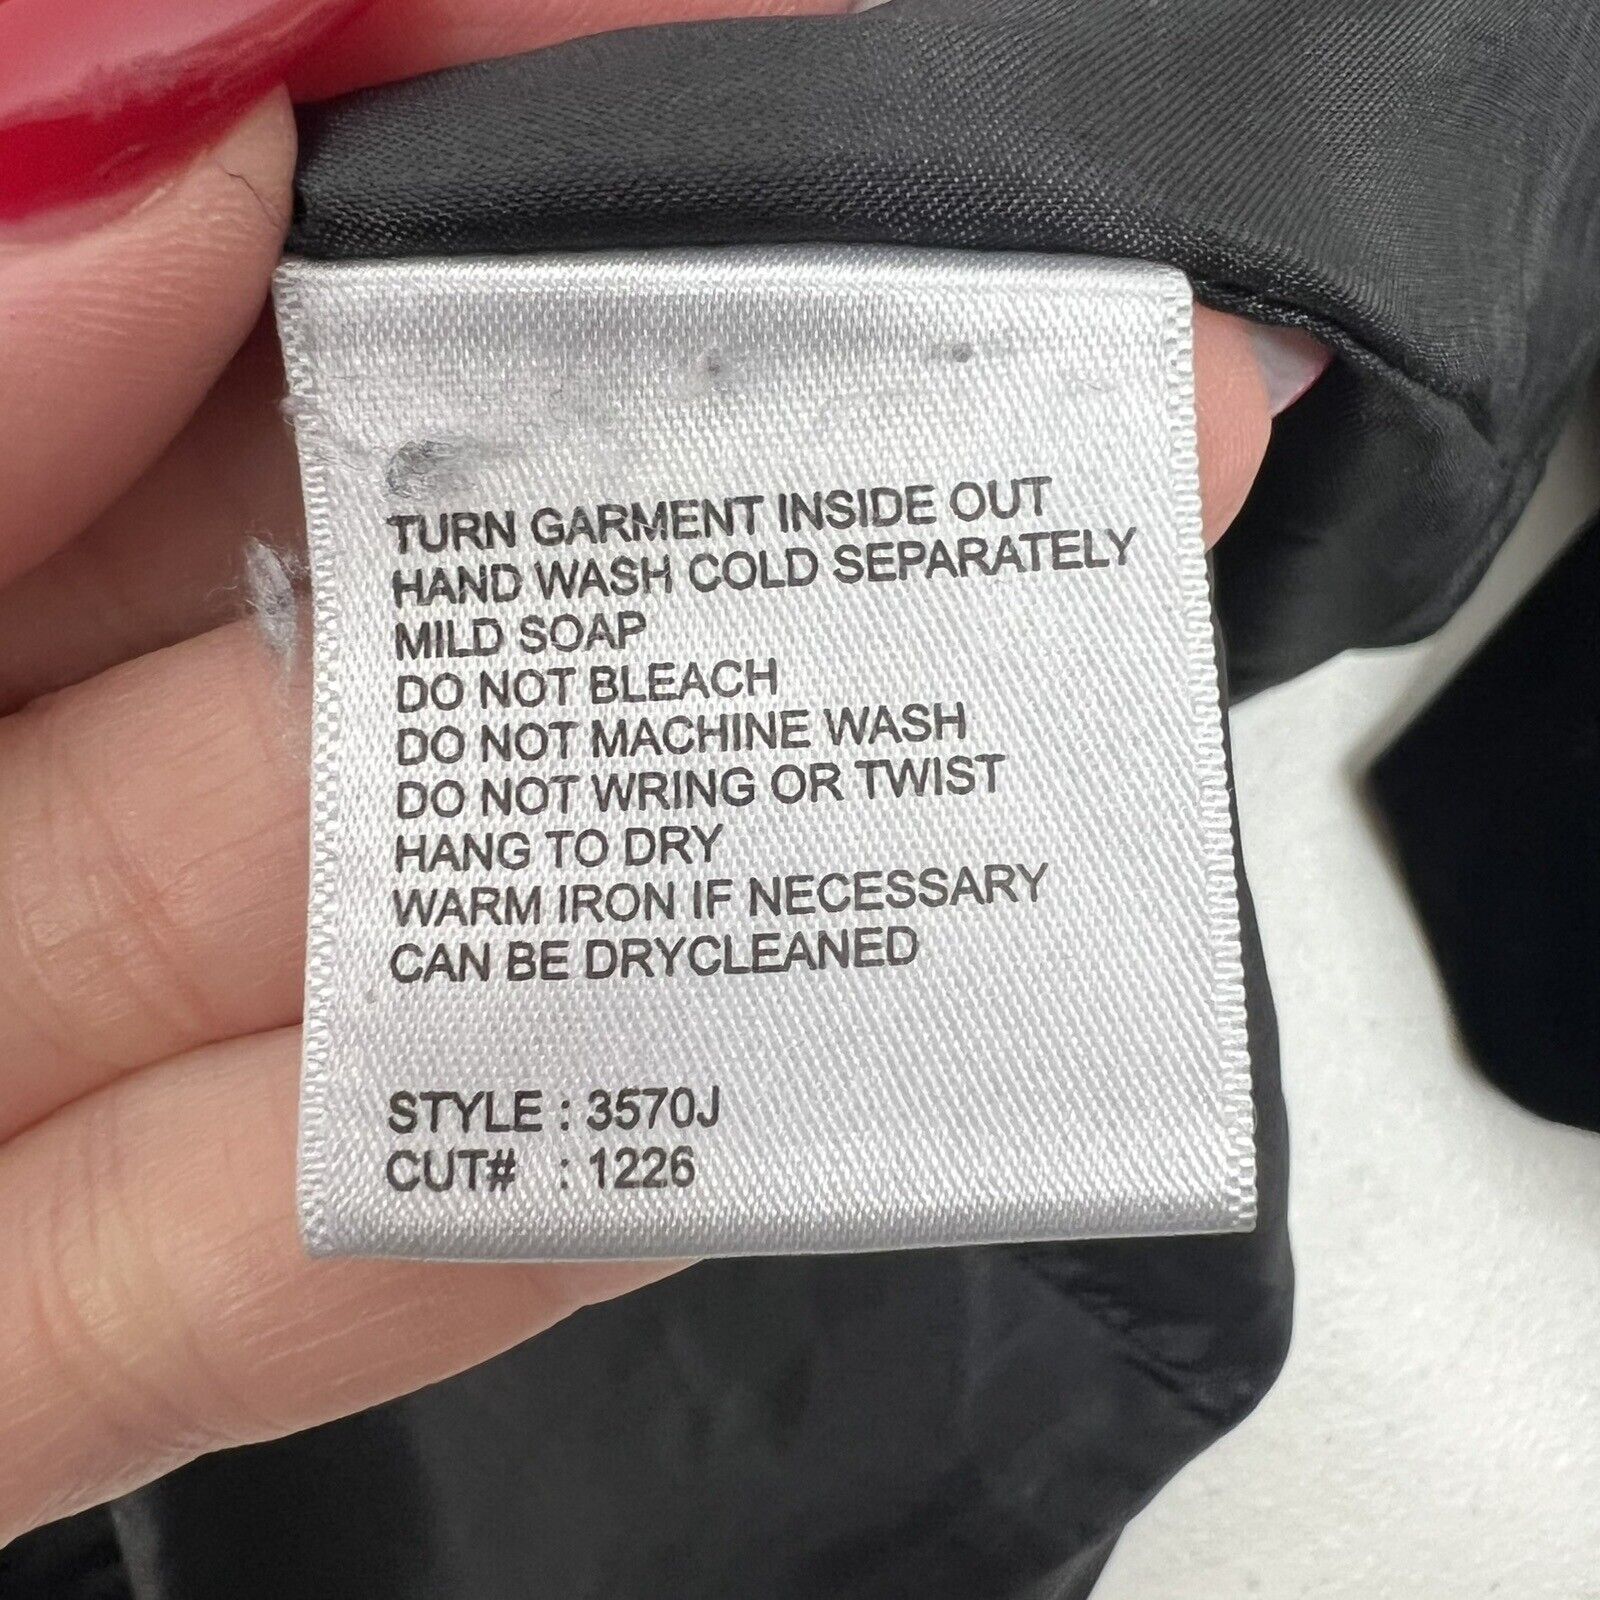 TURN GARMENT INSIDE OUT
HAND WASH COLD SEPARATELY
MILD SOAP
DO NOT BLEACH
DO NOT MACHINE WASH
DO NOT WRING OR TWIST
HANG TO DRY
WARM IRON IF NECESSARY
CAN BE DRYCLEANED
STYLE : 3570J
CUT# : 1226